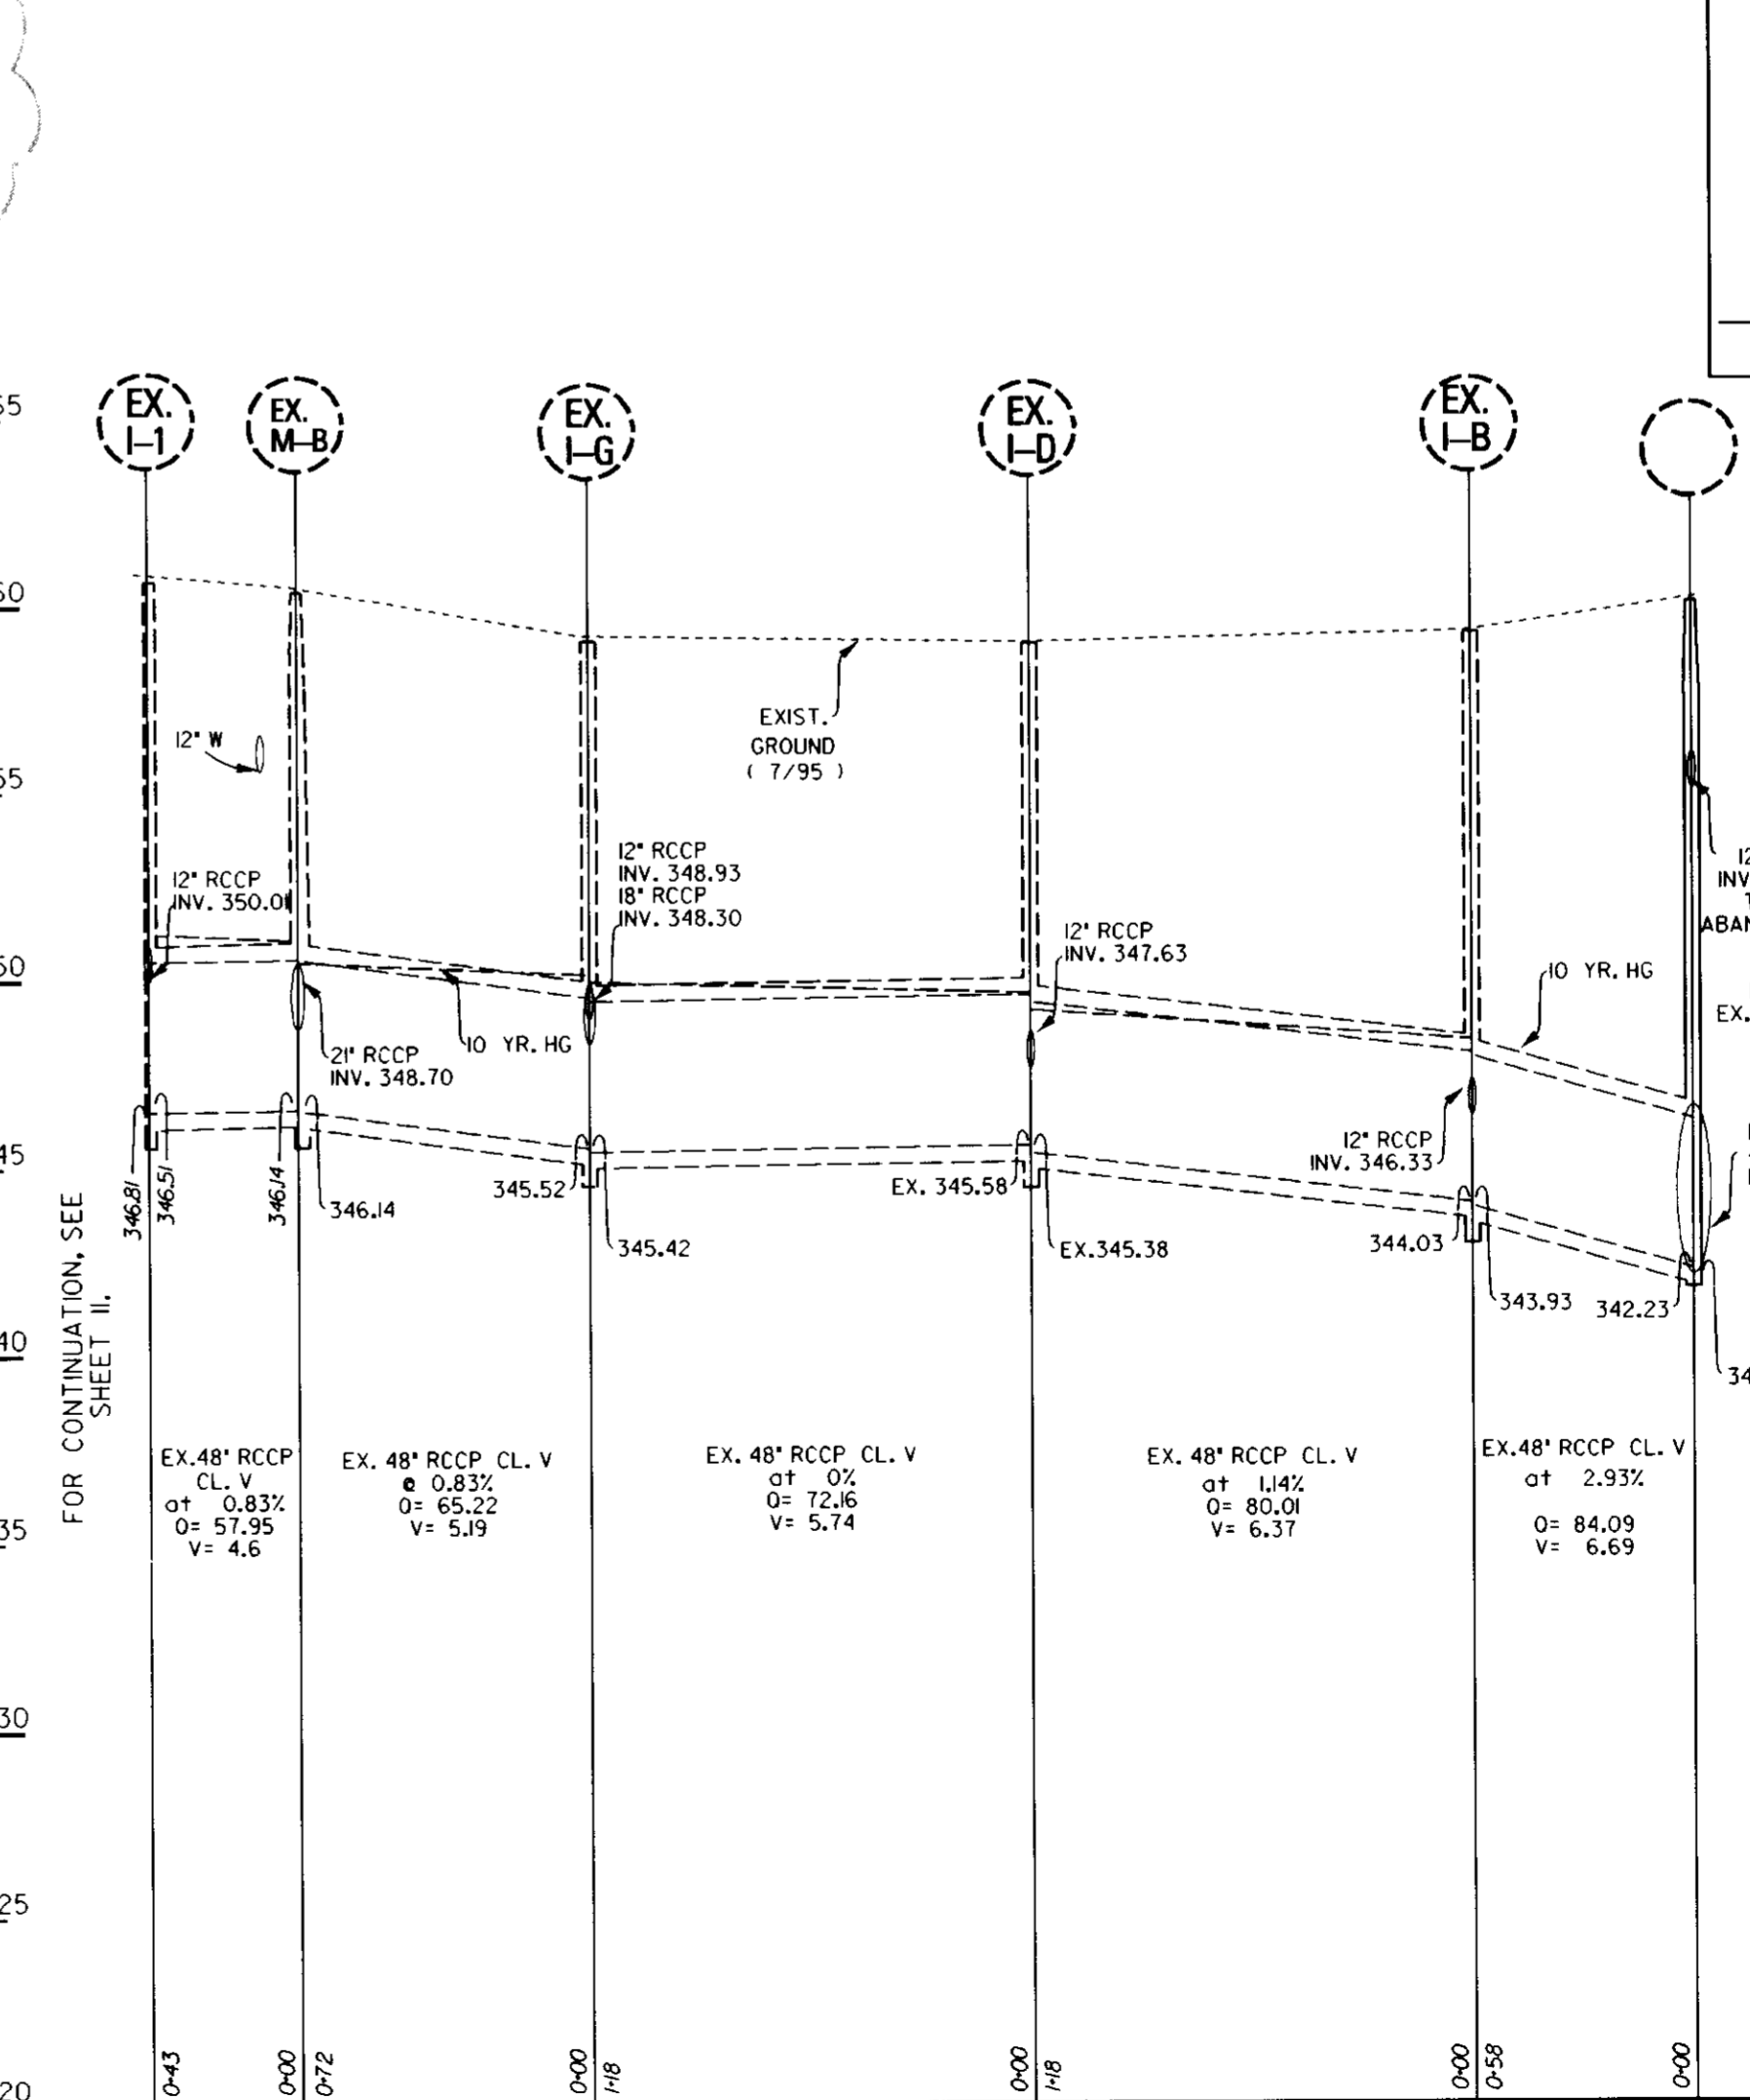 EX.
I-1
EX.
M-B
EX.
I-G
EX.
I-D
EX.
I-B
12" W
EXIST.
GROUND
( 7/95 )
12" RCCP
INV. 350.01
12" RCCP
INV. 348.93
18" RCCP
INV. 348.30
12" RCCP
INV. 347.63
10 YR. HG
21" RCCP
INV. 348.70
10 YR. HG
12" RCCP
INV. 346.33
INV
ABAN
EX.
346.81
346.51
346.14
346.14
345.52
345.42
EX. 345.58
EX. 345.38
344.03
343.93
342.23
34
FOR CONTINUATION, SEE
SHEET 11.
EX. 48" RCCP
CL. V
at 0.83%
Q= 57.95
V= 4.6
EX. 48" RCCP CL. V
@ 0.83%
Q= 65.22
V= 5.19
EX. 48" RCCP CL. V
at 0%
Q= 72.16
V= 5.74
EX. 48" RCCP CL. V
at 1.14%
Q= 80.01
V= 6.37
EX. 48" RCCP CL. V
at 2.93%
Q= 84.09
V= 6.69
55
60
55
50
45
40
35
30
25
20
0+43
0+00
0+72
0+00
1+18
0+00
1+18
0+00
0+58
0+00